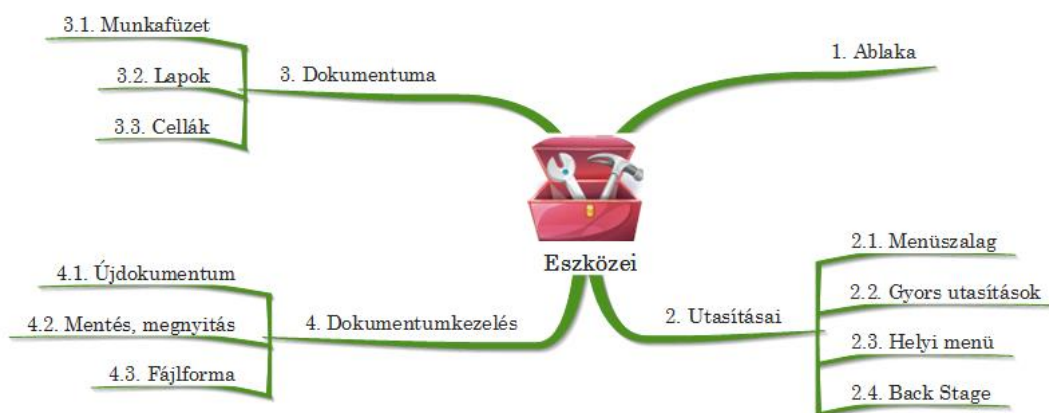 Eszközei
1. Ablaka
2. Utasításai
2.1. Menüszalag
2.2. Gyors utasítások
2.3. Helyi menü
2.4. Back Stage
3. Dokumentuma
3.1. Munkafüzet
3.2. Lapok
3.3. Cellák
4. Dokumentumkezelés
4.1. Újdokumentum
4.2. Mentés, megnyitás
4.3. Fájlforma